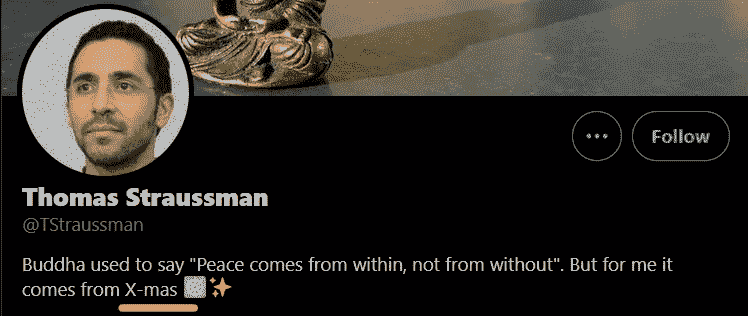 Follow
Thomas Straussman
@TStraussman
Buddha used to say "Peace comes from within, not from without". But for me it
comes from X-mas